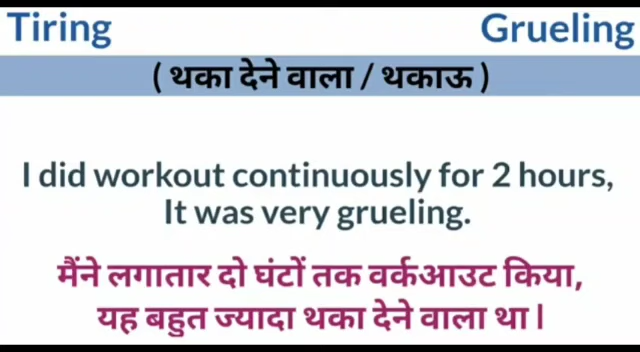 Tiring Grueling
( थका देने वाला / थकाऊ )
I did workout continuously for 2 hours,
It was very grueling.
मैंने लगातार दो घंटों तक वर्कआउट किया,
यह बहुत ज्यादा थका देने वाला था।